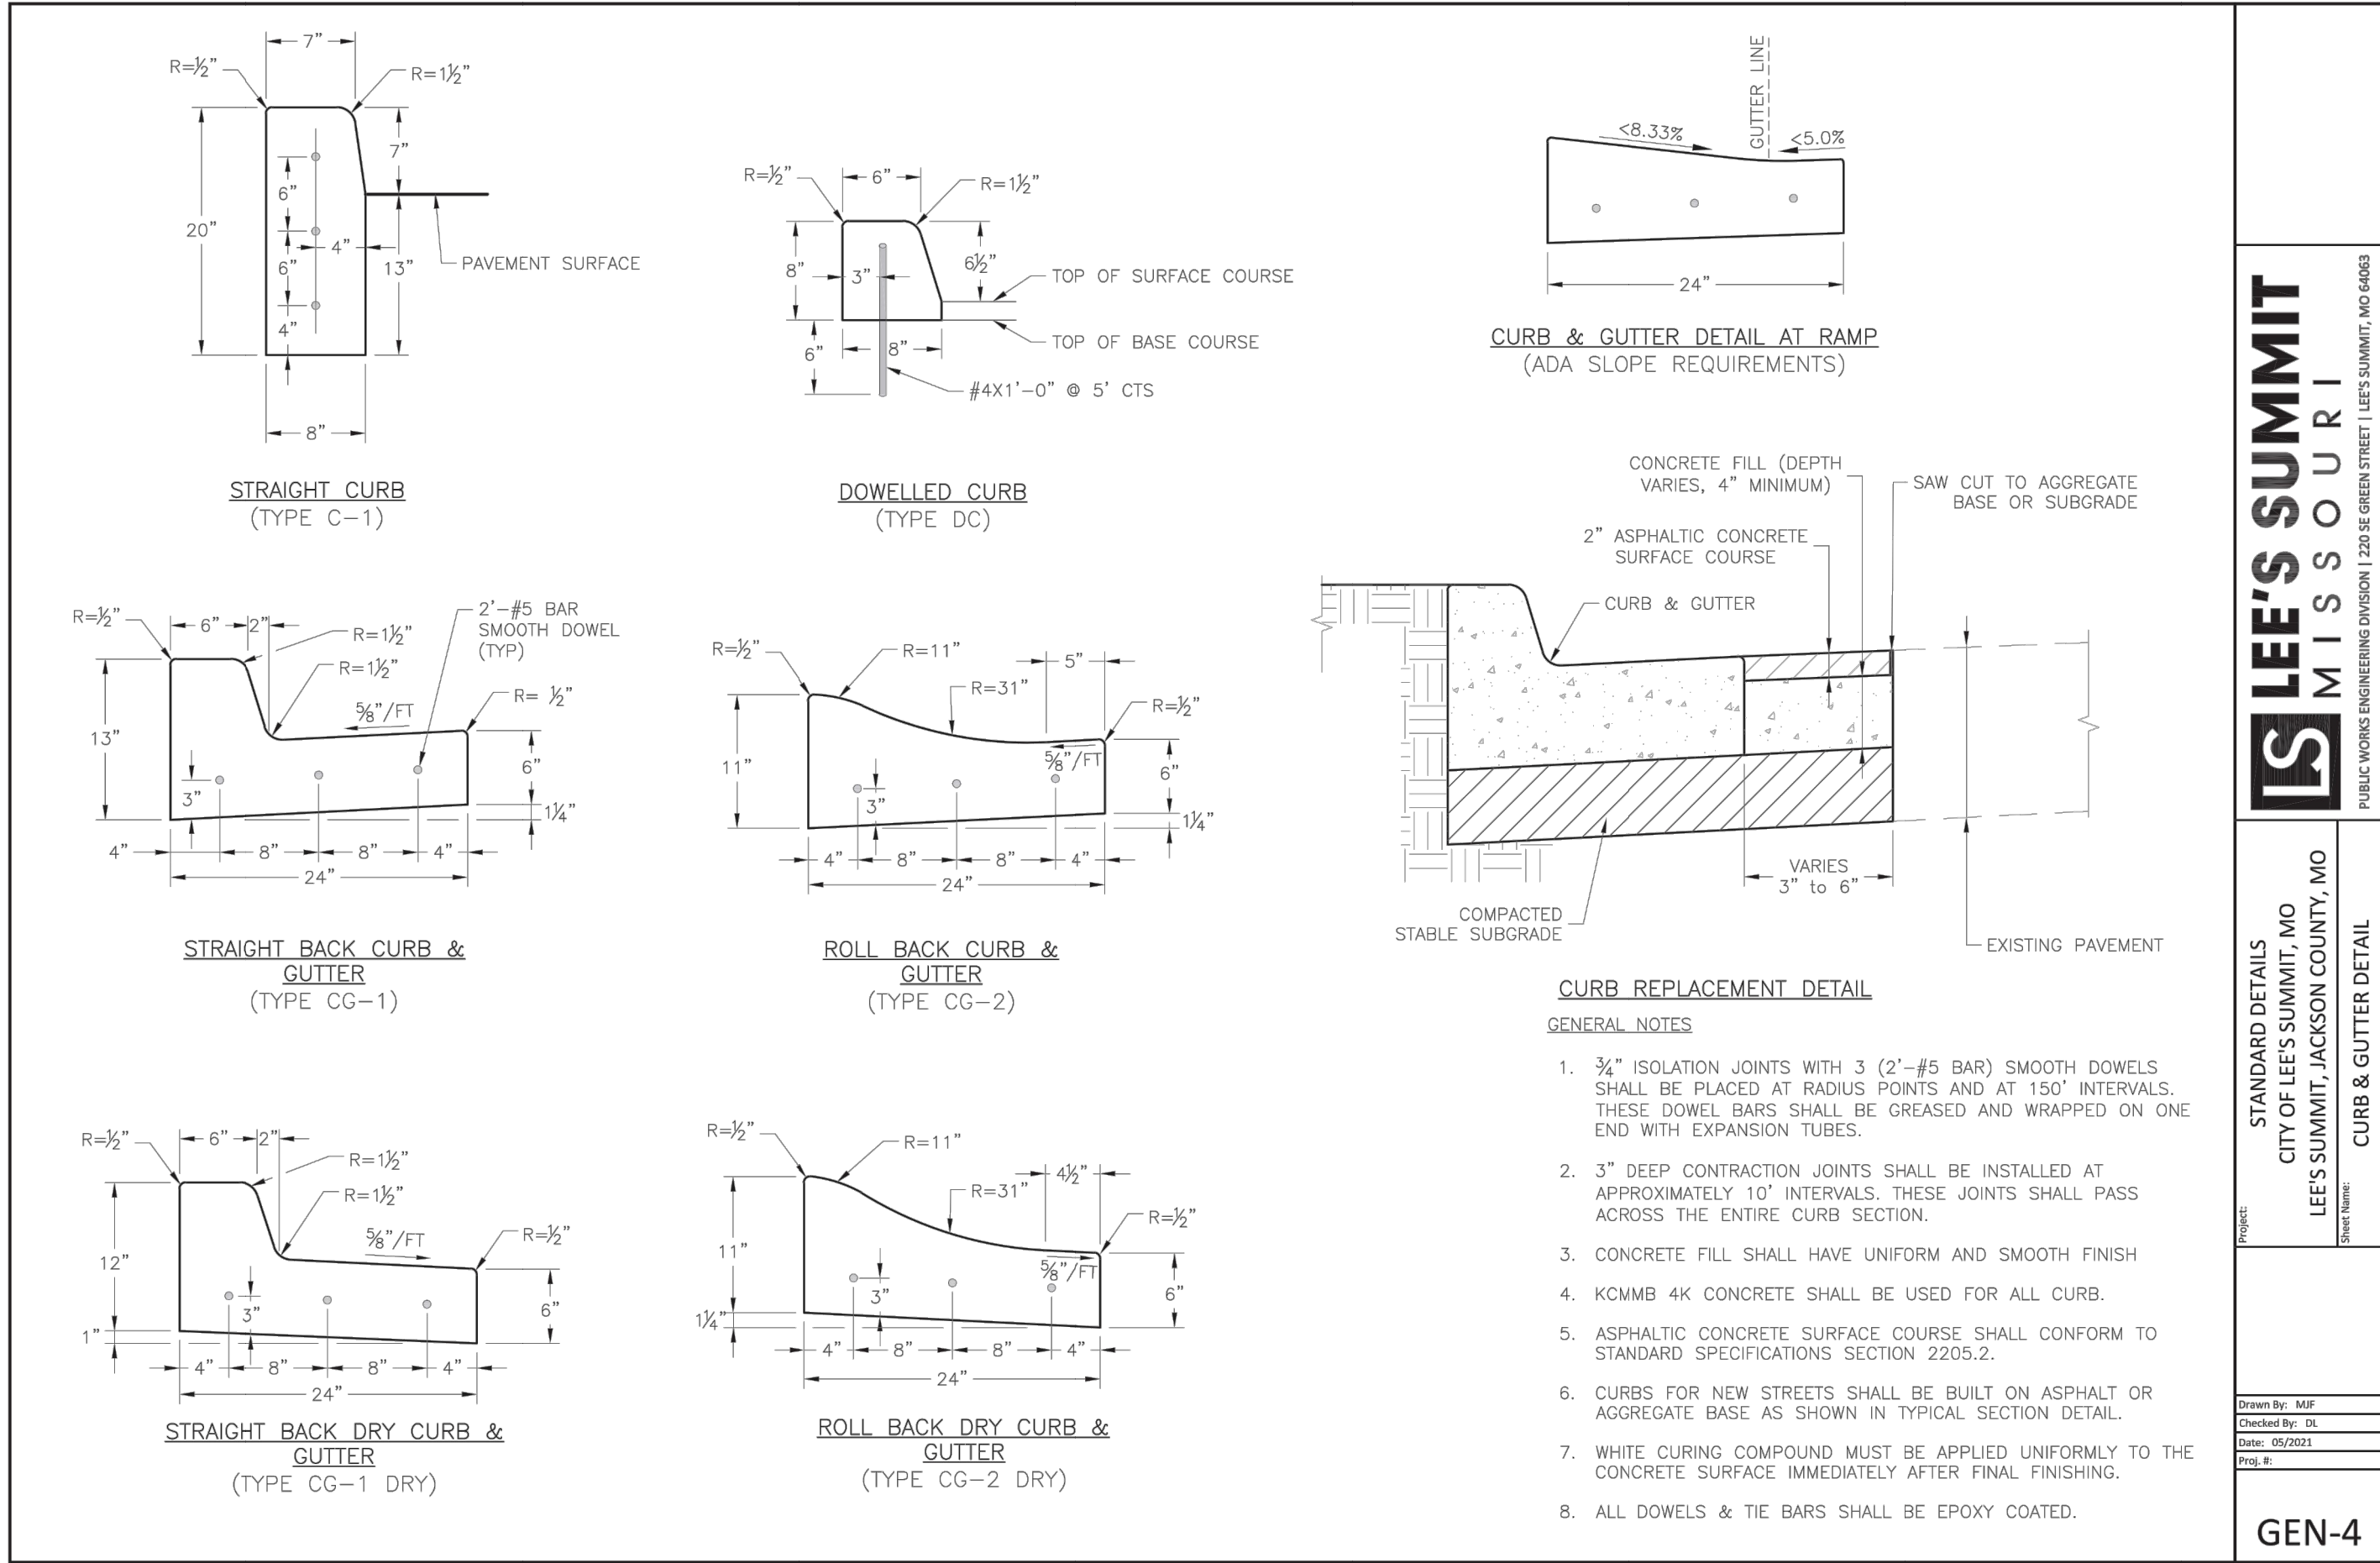 7"
R=½"
R=1½"
7"
6"
20"
4"
6"
13"
PAVEMENT SURFACE
4"
8"
STRAIGHT CURB
(TYPE C-1)
R=½"
6"
R=1½"
8"
3"
6½"
TOP OF SURFACE COURSE
TOP OF BASE COURSE
6"
8"
#4X1'-0" @ 5' CTS
DOWELLED CURB
(TYPE DC)
GUTTER LINE
<8.33%
<5.0%
24"
CURB & GUTTER DETAIL AT RAMP
(ADA SLOPE REQUIREMENTS)
R=½"
6"
2"
R=1½"
R=1½"
2'-#5 BAR
SMOOTH DOWEL
(TYP)
⅝"/FT
R= ½"
13"
6"
3"
1¼"
4"
8"
8"
4"
24"
STRAIGHT BACK CURB &
GUTTER
(TYPE CG-1)
R=½"
R=11"
5"
R=31"
R=½"
11"
⅝"/FT
6"
3"
1¼"
4"
8"
8"
4"
24"
ROLL BACK CURB &
GUTTER
(TYPE CG-2)
CONCRETE FILL (DEPTH
VARIES, 4" MINIMUM)
SAW CUT TO AGGREGATE
BASE OR SUBGRADE
2" ASPHALTIC CONCRETE
SURFACE COURSE
CURB & GUTTER
VARIES
3" to 6"
COMPACTED
STABLE SUBGRADE
EXISTING PAVEMENT
CURB REPLACEMENT DETAIL
R=½"
6"
2"
R=1½"
R=1½"
⅝"/FT
R=½"
12"
3"
6"
1"
4"
8"
8"
4"
24"
STRAIGHT BACK DRY CURB &
GUTTER
(TYPE CG-1 DRY)
R=½"
R=11"
4½"
R=31"
R=½"
11"
⅝"/FT
3"
6"
1¼"
4"
8"
8"
4"
24"
ROLL BACK DRY CURB &
GUTTER
(TYPE CG-2 DRY)
GENERAL NOTES
1. ¾" ISOLATION JOINTS WITH 3 (2'-#5 BAR) SMOOTH DOWELS
SHALL BE PLACED AT RADIUS POINTS AND AT 150' INTERVALS.
THESE DOWEL BARS SHALL BE GREASED AND WRAPPED ON ONE
END WITH EXPANSION TUBES.
2. 3" DEEP CONTRACTION JOINTS SHALL BE INSTALLED AT
APPROXIMATELY 10' INTERVALS. THESE JOINTS SHALL PASS
ACROSS THE ENTIRE CURB SECTION.
3. CONCRETE FILL SHALL HAVE UNIFORM AND SMOOTH FINISH
4. KCMMB 4K CONCRETE SHALL BE USED FOR ALL CURB.
5. ASPHALTIC CONCRETE SURFACE COURSE SHALL CONFORM TO
STANDARD SPECIFICATIONS SECTION 2205.2.
6. CURBS FOR NEW STREETS SHALL BE BUILT ON ASPHALT OR
AGGREGATE BASE AS SHOWN IN TYPICAL SECTION DETAIL.
7. WHITE CURING COMPOUND MUST BE APPLIED UNIFORMLY TO THE
CONCRETE SURFACE IMMEDIATELY AFTER FINAL FINISHING.
8. ALL DOWELS & TIE BARS SHALL BE EPOXY COATED.
LS
LEE'S SUMMIT
MISSOURI
PUBLIC WORKS ENGINEERING DIVISION | 220 SE GREEN STREET | LEE'S SUMMIT, MO 64063
Project:
STANDARD DETAILS
CITY OF LEE'S SUMMIT, MO
LEE'S SUMMIT, JACKSON COUNTY, MO
Sheet Name:
CURB & GUTTER DETAIL
Drawn By: MJF
Checked By: DL
Date: 05/2021
Proj. #:
GEN-4